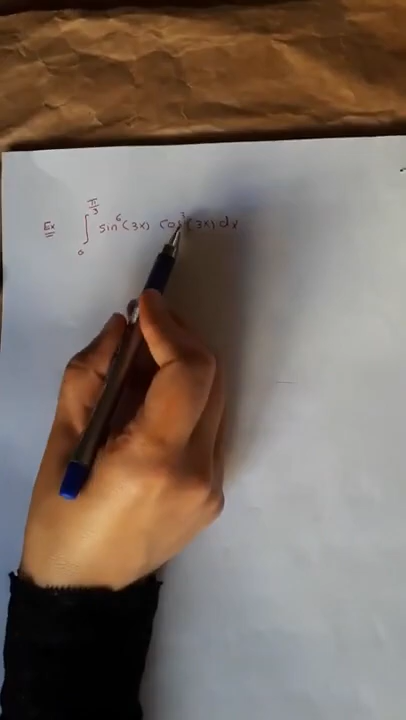 Ex ∫₀^{π/3} sin⁶(3x) cos³(3x) dx